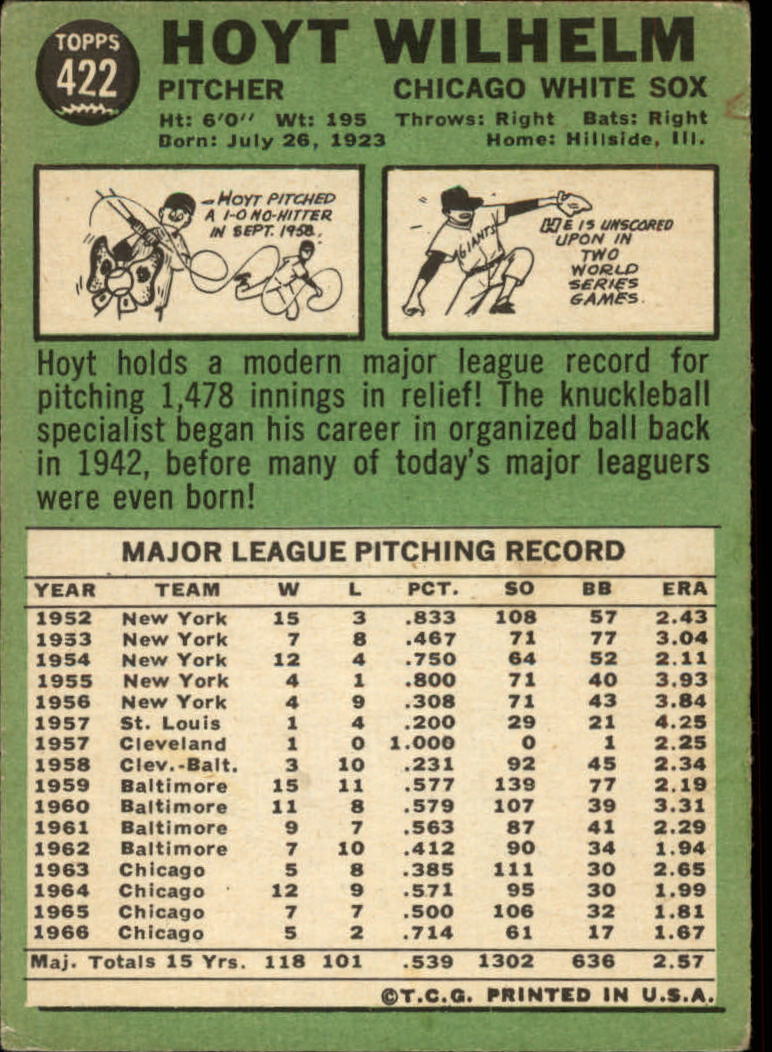 TOPPS
422
HOYT WILHELM
PITCHER CHICAGO WHITE SOX
Ht: 6'0" Wt: 195 Throws: Right Bats: Right
Born: July 26, 1923 Home: Hillside, Ill.
—HOYT PITCHED
A 1-0 NO-HITTER
IN SEPT. 1958.
GIANTS
HE IS UNSCORED
UPON IN
TWO
WORLD
SERIES
GAMES.
Hoyt holds a modern major league record for
pitching 1,478 innings in relief! The knuckleball
specialist began his career in organized ball back
in 1942, before many of today's major leaguers
were even born!
MAJOR LEAGUE PITCHING RECORD
YEAR TEAM W L PCT. SO BB ERA
1952 New York 15 3 .833 108 57 2.43
1953 New York 7 8 .467 71 77 3.04
1954 New York 12 4 .750 64 52 2.11
1955 New York 4 1 .800 71 40 3.93
1956 New York 4 9 .308 71 43 3.84
1957 St. Louis 1 4 .200 29 21 4.25
1957 Cleveland 1 0 1.000 0 1 2.25
1958 Clev.-Balt. 3 10 .231 92 45 2.34
1959 Baltimore 15 11 .577 139 77 2.19
1960 Baltimore 11 8 .579 107 39 3.31
1961 Baltimore 9 7 .563 87 41 2.29
1962 Baltimore 7 10 .412 90 34 1.94
1963 Chicago 5 8 .385 111 30 2.65
1964 Chicago 12 9 .571 95 30 1.99
1965 Chicago 7 7 .500 106 32 1.81
1966 Chicago 5 2 .714 61 17 1.67
Maj. Totals 15 Yrs. 118 101 .539 1302 636 2.57
©T.C.G. PRINTED IN U.S.A.